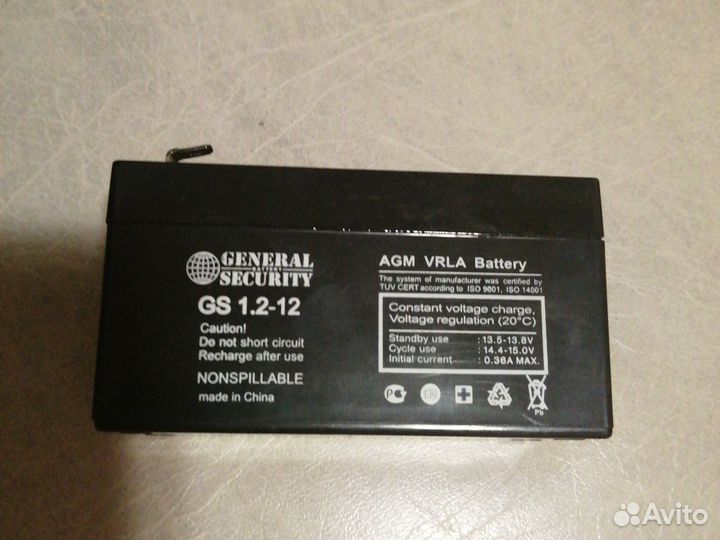 GENERAL
BATTERY
SECURITY
GS 1.2-12
Caution!
Do not short circuit
Recharge after use
NONSPILLABLE
made in China
AGM VRLA Battery
The system of manufacturer was certified by
TUV CERT according to ISO 9001, ISO 14001
Constant voltage charge,
Voltage regulation (20°C)
Standby use : 13.5-13.8V
Cycle use : 14.4-15.0V
Initial current : 0.36A MAX.
Pb
Avito